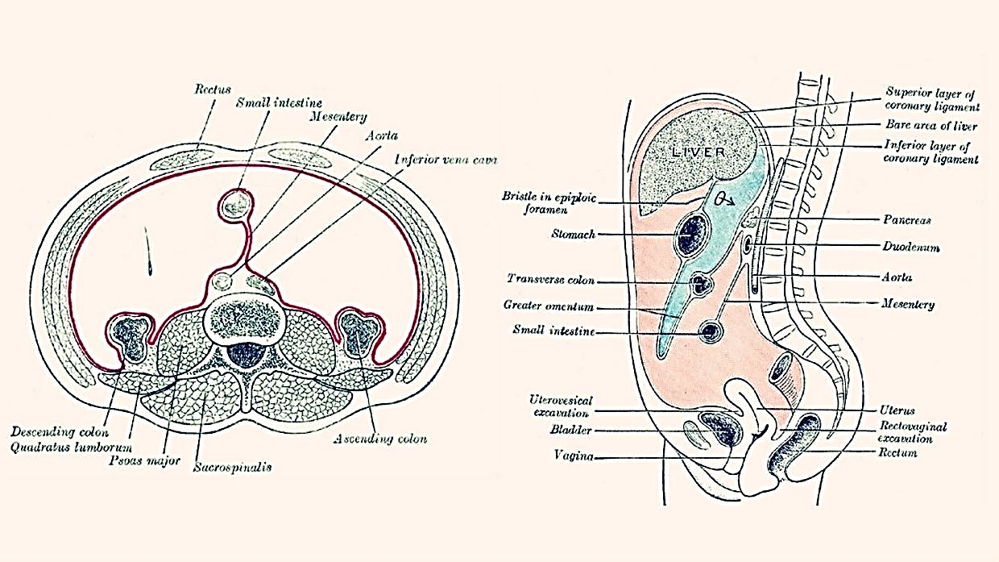 Rectus
Small intestine
Mesentery
Aorta
Inferior vena cava
Descending colon
Quadratus lumborum
Psoas major
Sacrospinalis
Ascending colon
Superior layer of
coronary ligament
Bare area of liver
Inferior layer of
coronary ligament
LIVER
Bristle in epiploic
foramen
Stomach
Transverse colon
Greater omentum
Small intestine
Pancreas
Duodenum
Aorta
Mesentery
Uterovesical
excavation
Bladder
Vagina
Uterus
Rectovaginal
excavation
Rectum